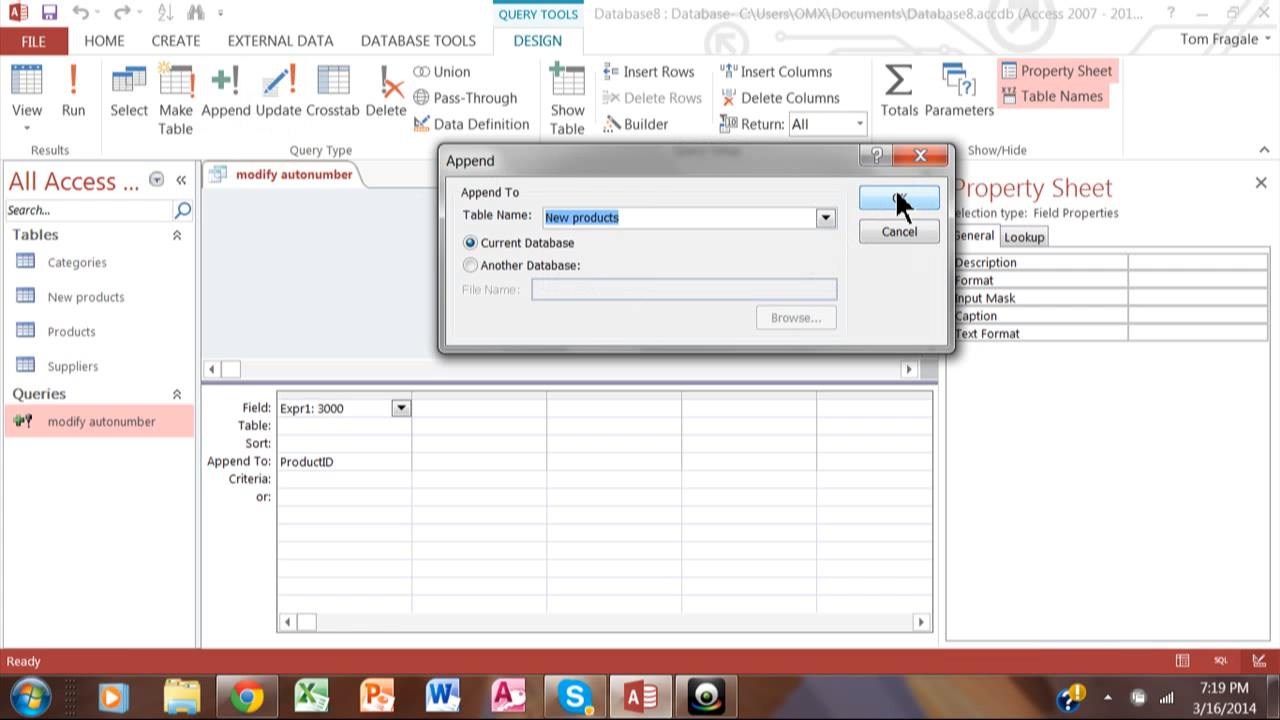 QUERY TOOLS
Database8 : Database- C:\Users\OMX\Documents\Database8.accdb (Access 2007 - 201...
FILE HOME CREATE EXTERNAL DATA DATABASE TOOLS DESIGN
Tom Fragale
View
Run
Select
Make Table
Append
Update
Crosstab
Delete
Union
Pass-Through
Data Definition
Show Table
Insert Rows
Delete Rows
Builder
Insert Columns
Delete Columns
Return: All
Totals
Parameters
Property Sheet
Table Names
Results
Query Type
Show/Hide
All Access ...
Search...
Tables
Categories
New products
Products
Suppliers
Queries
modify autonumber
modify autonumber
Append
Append To
Table Name: New products
Current Database
Another Database:
File Name:
Browse...
Cancel
Property Sheet
General Lookup
Description
Format
Input Mask
Caption
Text Format
Field: Expr1: 3000
Table:
Sort:
Append To: ProductID
Criteria:
or:
Ready
SQL
7:19 PM
3/16/2014